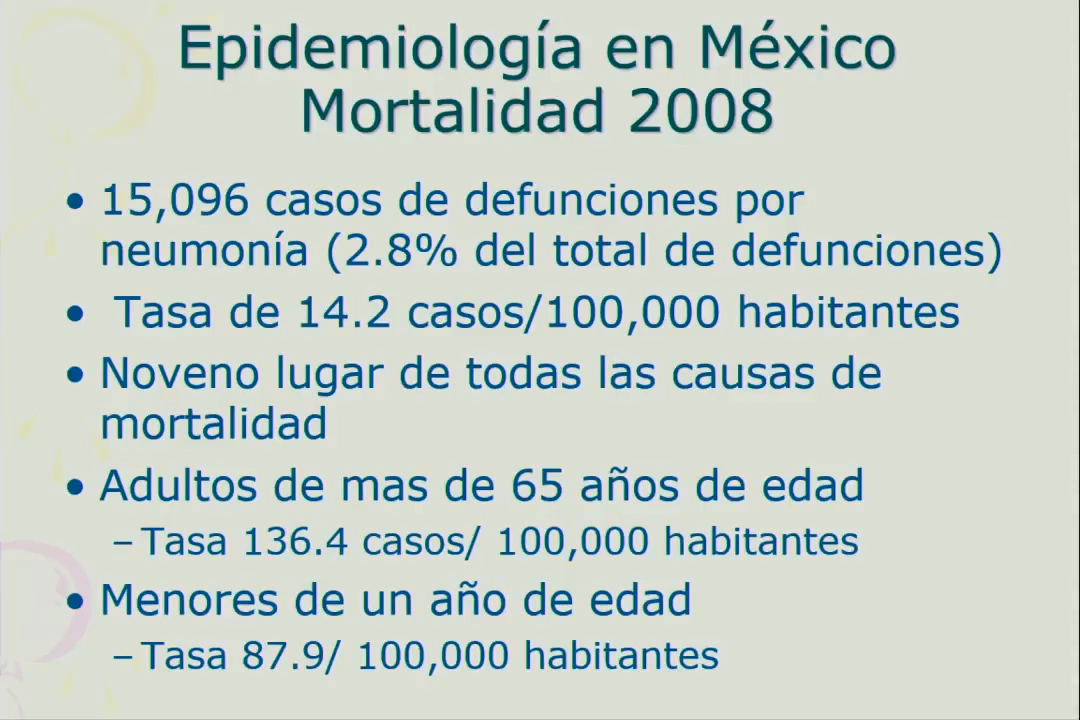 Epidemiología en México
Mortalidad 2008
• 15,096 casos de defunciones por
neumonía (2.8% del total de defunciones)
• Tasa de 14.2 casos/100,000 habitantes
• Noveno lugar de todas las causas de
mortalidad
• Adultos de mas de 65 años de edad
– Tasa 136.4 casos/ 100,000 habitantes
• Menores de un año de edad
– Tasa 87.9/ 100,000 habitantes